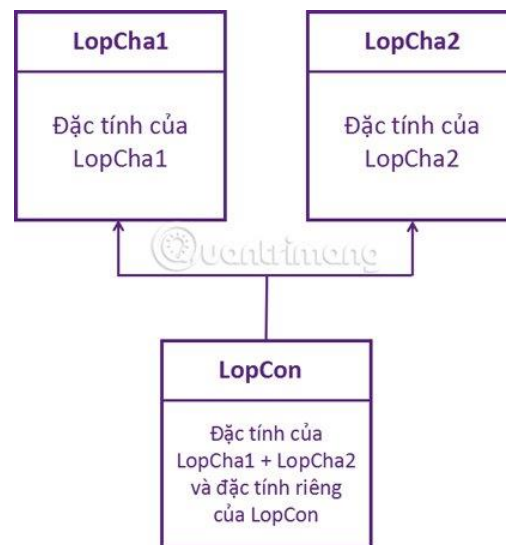 LopCha1
Đặc tính của
LopCha1
LopCha2
Đặc tính của
LopCha2
Quantrimang
LopCon
Đặc tính của
LopCha1 + LopCha2
và đặc tính riêng
của LopCon